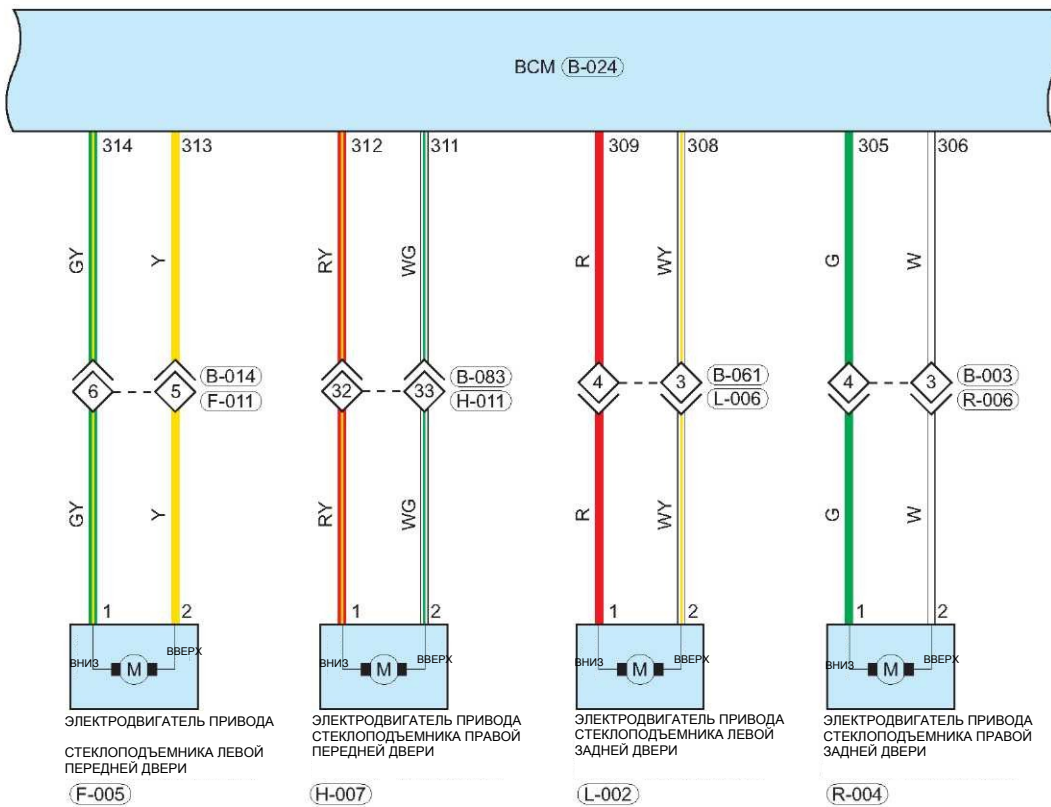 BCM B-024
314 313 312 311 309 308 305 306
GY Y RY WG R WY G W
6 5 B-014 32 33 B-083 4 3 B-061 4 3 B-003
F-011 H-011 L-006 R-006
GY Y RY WG R WY G W
1 2 1 2 1 2 1 2
ВНИЗ M ВВЕРХ ВНИЗ M ВВЕРХ ВНИЗ M ВВЕРХ ВНИЗ M ВВЕРХ
ЭЛЕКТРОДВИГАТЕЛЬ ПРИВОДА
СТЕКЛОПОДЪЕМНИКА ЛЕВОЙ
ПЕРЕДНЕЙ ДВЕРИ
F-005
ЭЛЕКТРОДВИГАТЕЛЬ ПРИВОДА
СТЕКЛОПОДЪЕМНИКА ПРАВОЙ
ПЕРЕДНЕЙ ДВЕРИ
H-007
ЭЛЕКТРОДВИГАТЕЛЬ ПРИВОДА
СТЕКЛОПОДЪЕМНИКА ЛЕВОЙ
ЗАДНЕЙ ДВЕРИ
L-002
ЭЛЕКТРОДВИГАТЕЛЬ ПРИВОДА
СТЕКЛОПОДЪЕМНИКА ПРАВОЙ
ЗАДНЕЙ ДВЕРИ
R-004